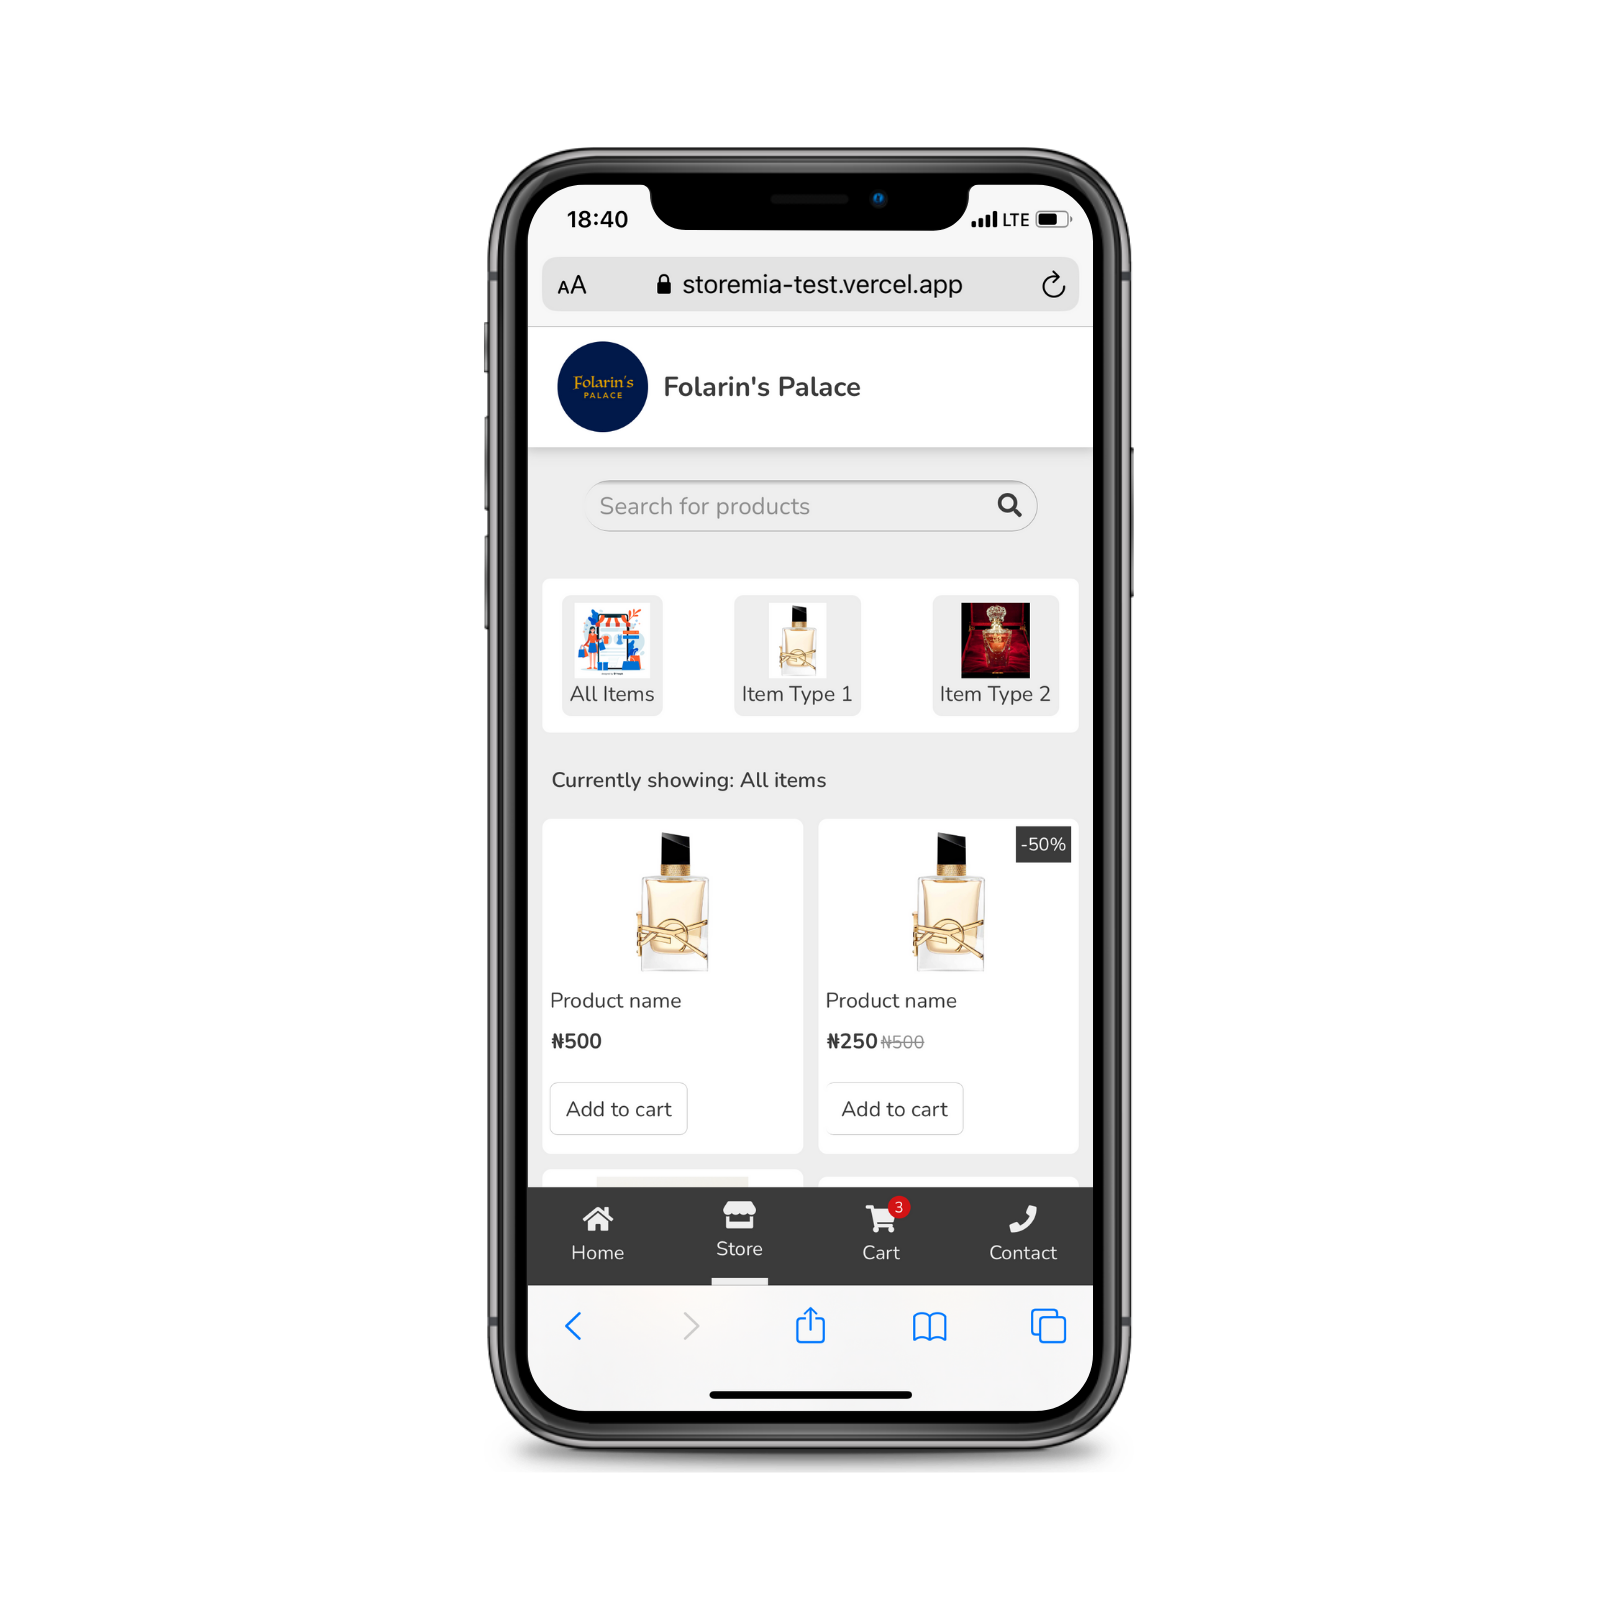 18:40 LTE
AA storemia-test.vercel.app
Folarin's
PALACE
Folarin's Palace
Search for products
All Items Item Type 1 Item Type 2
Currently showing: All items
-50%
Product name Product name
₦500 ₦250 ₦500
Add to cart Add to cart
3
Home Store Cart Contact